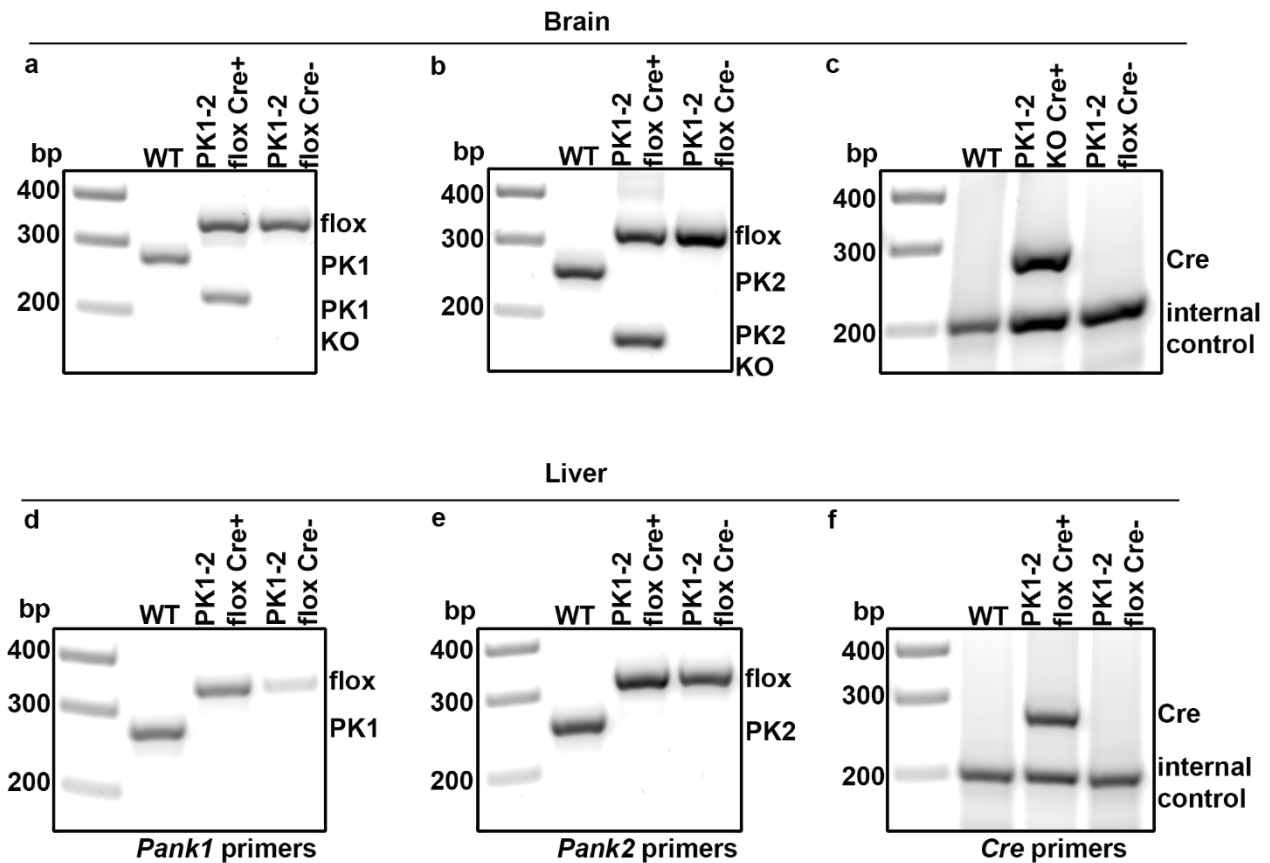 Brain
a
bp
WT
PK1-2
flox Cre+
PK1-2
flox Cre-
400
300
200
flox
PK1
PK1
KO
b
bp
WT
PK1-2
flox Cre+
PK1-2
flox Cre-
400
300
200
flox
PK2
PK2
KO
c
bp
WT
PK1-2
KO Cre+
PK1-2
flox Cre-
400
300
200
Cre
internal
control
Liver
d
bp
WT
PK1-2
flox Cre+
PK1-2
flox Cre-
400
300
200
flox
PK1
Pank1 primers
e
bp
WT
PK1-2
flox Cre+
PK1-2
flox Cre-
400
300
200
flox
PK2
Pank2 primers
f
bp
WT
PK1-2
flox Cre+
PK1-2
flox Cre-
400
300
200
Cre
internal
control
Cre primers